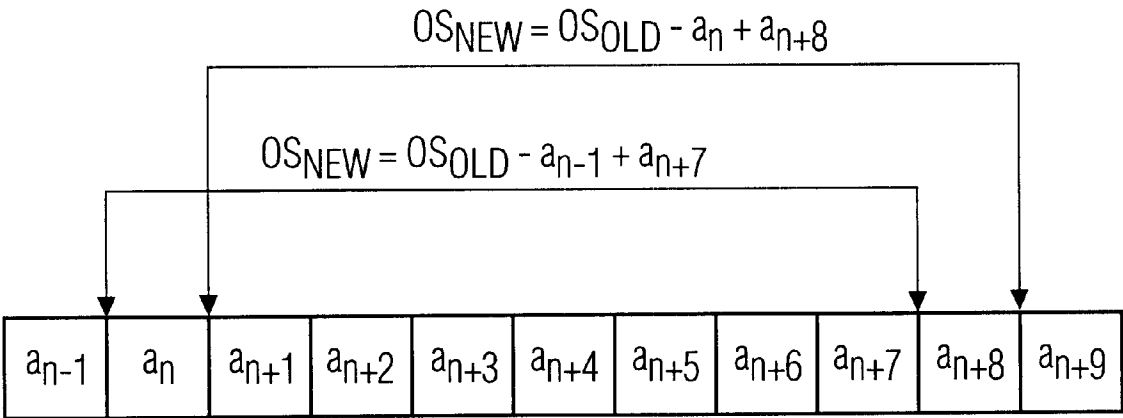 OSNEW = OSOLD - an + an+8
OSNEW = OSOLD - an-1 + an+7
an-1 an an+1 an+2 an+3 an+4 an+5 an+6 an+7 an+8 an+9